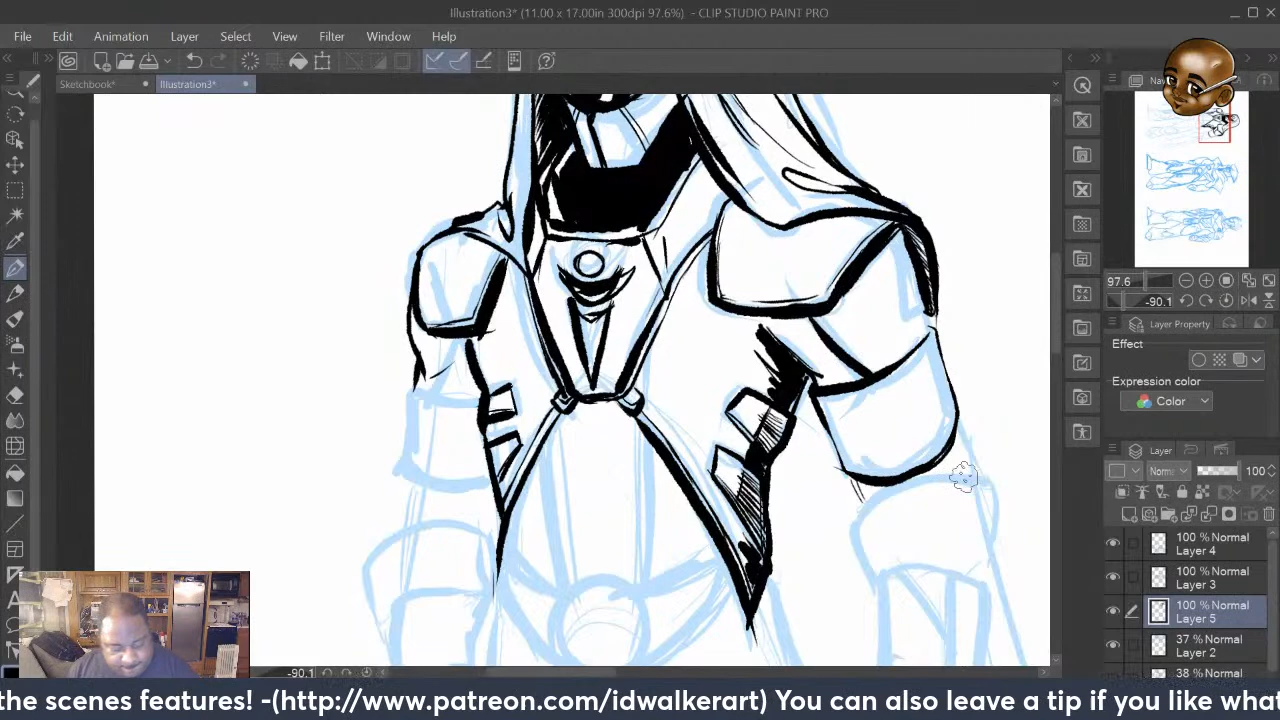 Illustration3* (11.00 x 17.00in 300dpi 97.6%) - CLIP STUDIO PAINT PRO
File Edit Animation Layer Select View Filter Window Help
Sketchbook* Illustration3*
97.6
-90.1
Layer Property
Effect
Expression color
Color
Layer
Norm 100
100 % Normal
Layer 4
100 % Normal
Layer 3
100 % Normal
Layer 5
37 % Normal
Layer 2
38 % Normal
-90.1
the scenes features! -(http://www.patreon.com/idwalkerart) You can also leave a tip if you like what